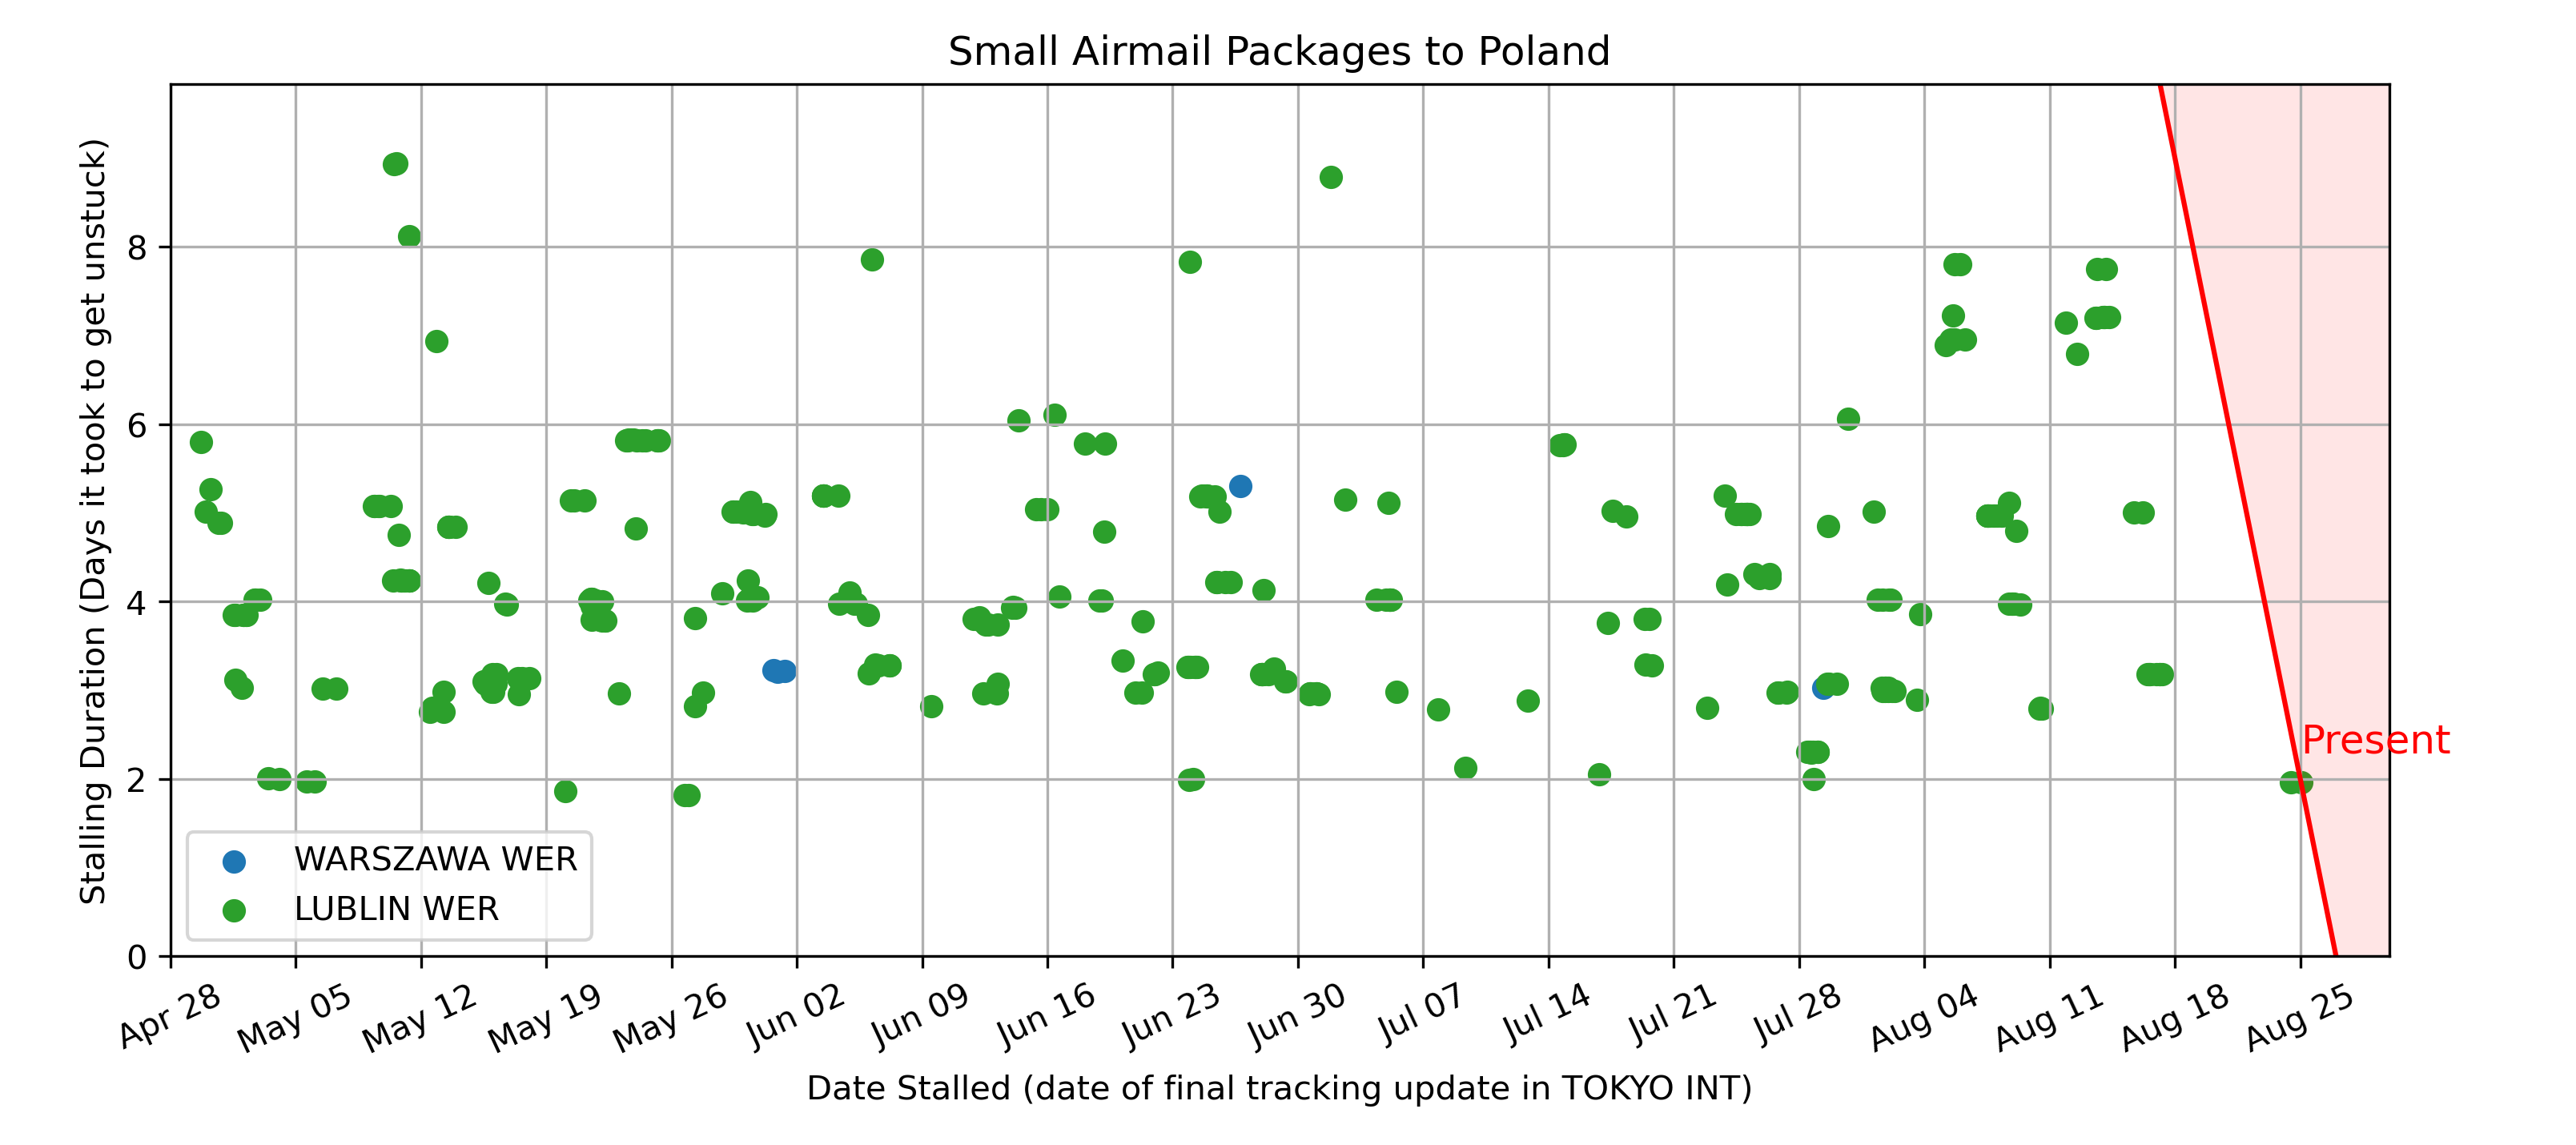 Small Airmail Packages to Poland
Stalling Duration (Days it took to get unstuck)
8
6
4
2
0
Present
WARSZAWA WER
LUBLIN WER
Apr 28
May 05
May 12
May 19
May 26
Jun 02
Jun 09
Jun 16
Jun 23
Jun 30
Jul 07
Jul 14
Jul 21
Jul 28
Aug 04
Aug 11
Aug 18
Aug 25
Date Stalled (date of final tracking update in TOKYO INT)